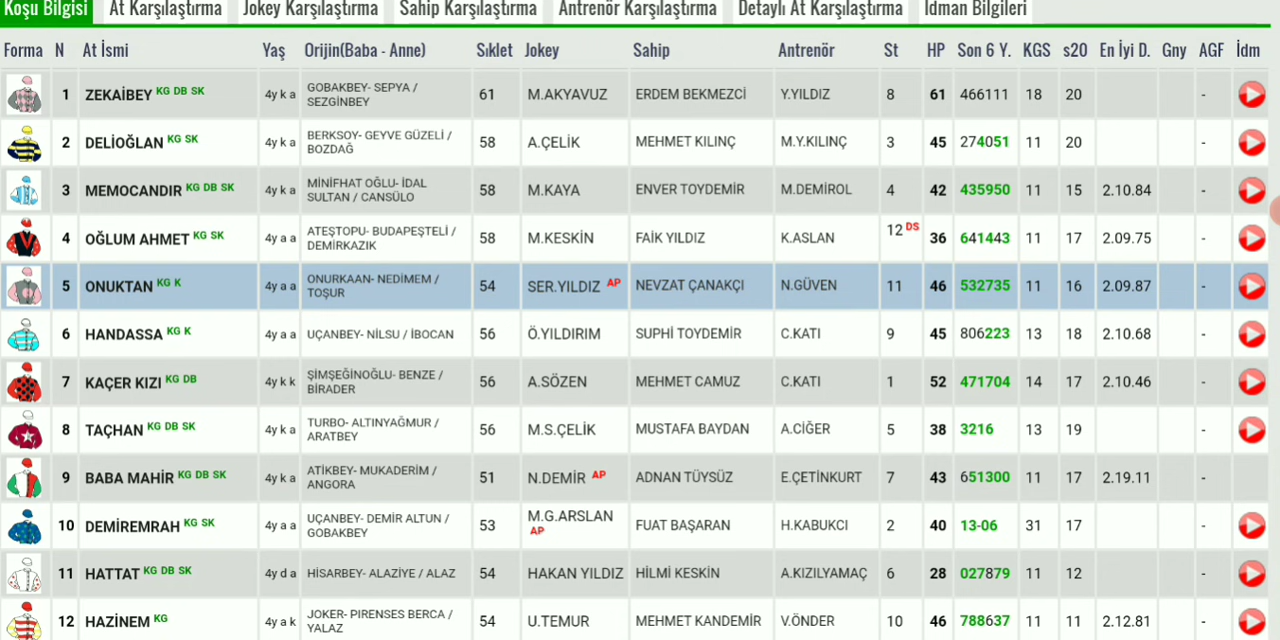 Koşu Bilgisi At Karşılaştırma Jokey Karşılaştırma Sahip Karşılaştırma Antrenör Karşılaştırma Detaylı At Karşılaştırma İdman Bilgileri
Forma N At İsmi Yaş Orijin(Baba - Anne) Sıklet Jokey Sahip Antrenör St HP Son 6 Y. KGS s20 En İyi D. Gny AGF İdm
1 ZEKAİBEY KG DB SK 4y k a GOBAKBEY- SEPYA / SEZGİNBEY 61 M.AKYAVUZ ERDEM BEKMEZCİ Y.YILDIZ 8 61 466111 18 20 -
2 DELİOĞLAN KG SK 4y k a BERKSOY- GEYVE GÜZELİ / BOZDAĞ 58 A.ÇELİK MEHMET KILINÇ M.Y.KILINÇ 3 45 274051 11 20 -
3 MEMOCANDIR KG DB SK 4y k a MİNİFHAT OĞLU- İDAL SULTAN / CANSÜLO 58 M.KAYA ENVER TOYDEMİR M.DEMİROL 4 42 435950 11 15 2.10.84 -
4 OĞLUM AHMET KG SK 4y a a ATEŞTOPU- BUDAPEŞTELİ / DEMİRKAZIK 58 M.KESKİN FAİK YILDIZ K.ASLAN 12 DS 36 641443 11 17 2.09.75 -
5 ONUKTAN KG K 4y a a ONURKAAN- NEDİMEM / TOŞUR 54 SER.YILDIZ AP NEVZAT ÇANAKÇI N.GÜVEN 11 46 532735 11 16 2.09.87 -
6 HANDASSA KG K 4y a a UÇANBEY- NİLSU / İBOCAN 56 Ö.YILDIRIM SUPHİ TOYDEMİR C.KATI 9 45 806223 13 18 2.10.68 -
7 KAÇER KIZI KG DB 4y k k ŞİMŞEĞİNOĞLU- BENZE / BİRADER 56 A.SÖZEN MEHMET CAMUZ C.KATI 1 52 471704 14 17 2.10.46 -
8 TAÇHAN KG DB SK 4y k a TURBO- ALTINYAĞMUR / ARATBEY 56 M.S.ÇELİK MUSTAFA BAYDAN A.CİĞER 5 38 3216 13 19 -
9 BABA MAHİR KG DB SK 4y k a ATİKBEY- MUKADERİM / ANGORA 51 N.DEMİR AP ADNAN TÜYSÜZ E.ÇETİNKURT 7 43 651300 11 17 2.19.11 -
10 DEMİREMRAH KG SK 4y a a UÇANBEY- DEMİR ALTUN / GOBAKBEY 53 M.G.ARSLAN AP FUAT BAŞARAN H.KABUKCI 2 40 13-06 31 17 -
11 HATTAT KG DB SK 4y d a HİSARBEY- ALAZİYE / ALAZ 54 HAKAN YILDIZ HİLMİ KESKİN A.KIZILYAMAÇ 6 28 027879 11 12 -
12 HAZİNEM KG 4y a k JOKER- PIRENSES BERCA / YALAZ 54 U.TEMUR MEHMET KANDEMİR V.ÖNDER 10 46 788637 11 11 2.12.81 -